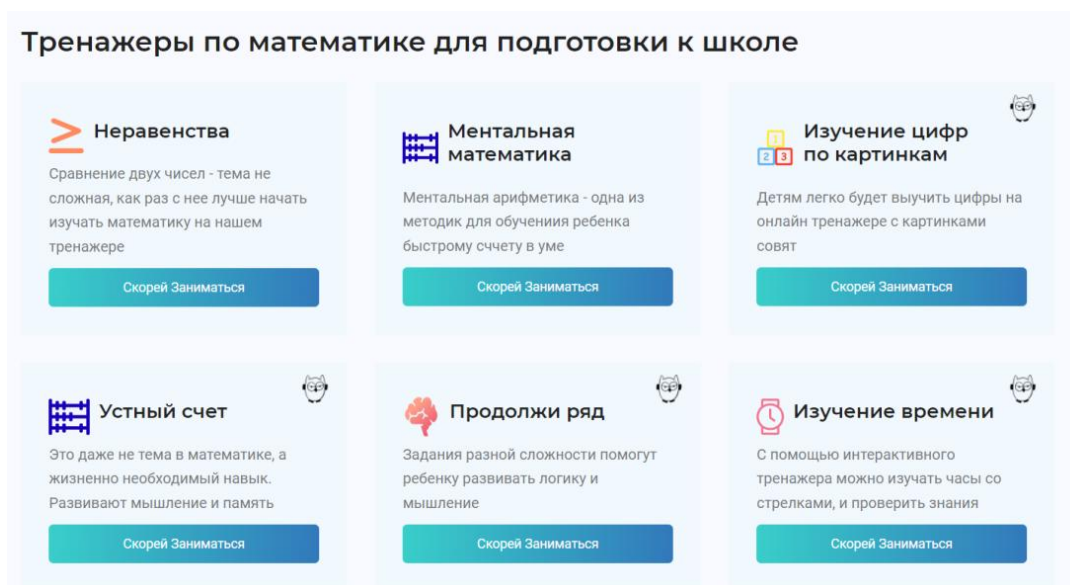 Тренажеры по математике для подготовки к школе
Неравенства
Сравнение двух чисел - тема не
сложная, как раз с нее лучше начать
изучать математику на нашем
тренажере
Скорей Заниматься
Ментальная
математика
Ментальная арифметика - одна из
методик для обучениия ребенка
быстрому сччету в уме
Скорей Заниматься
1
2 3
Изучение цифр
по картинкам
Детям легко будет выучить цифры на
онлайн тренажере с картинками
совят
Скорей Заниматься
Устный счет
Это даже не тема в математике, а
жизненно необходимый навык.
Развивают мышление и память
Скорей Заниматься
Продолжи ряд
Задания разной сложности помогут
ребенку развивать логику и
мышление
Скорей Заниматься
Изучение времени
С помощью интерактивного
тренажера можно изучать часы со
стрелками, и проверить знания
Скорей Заниматься